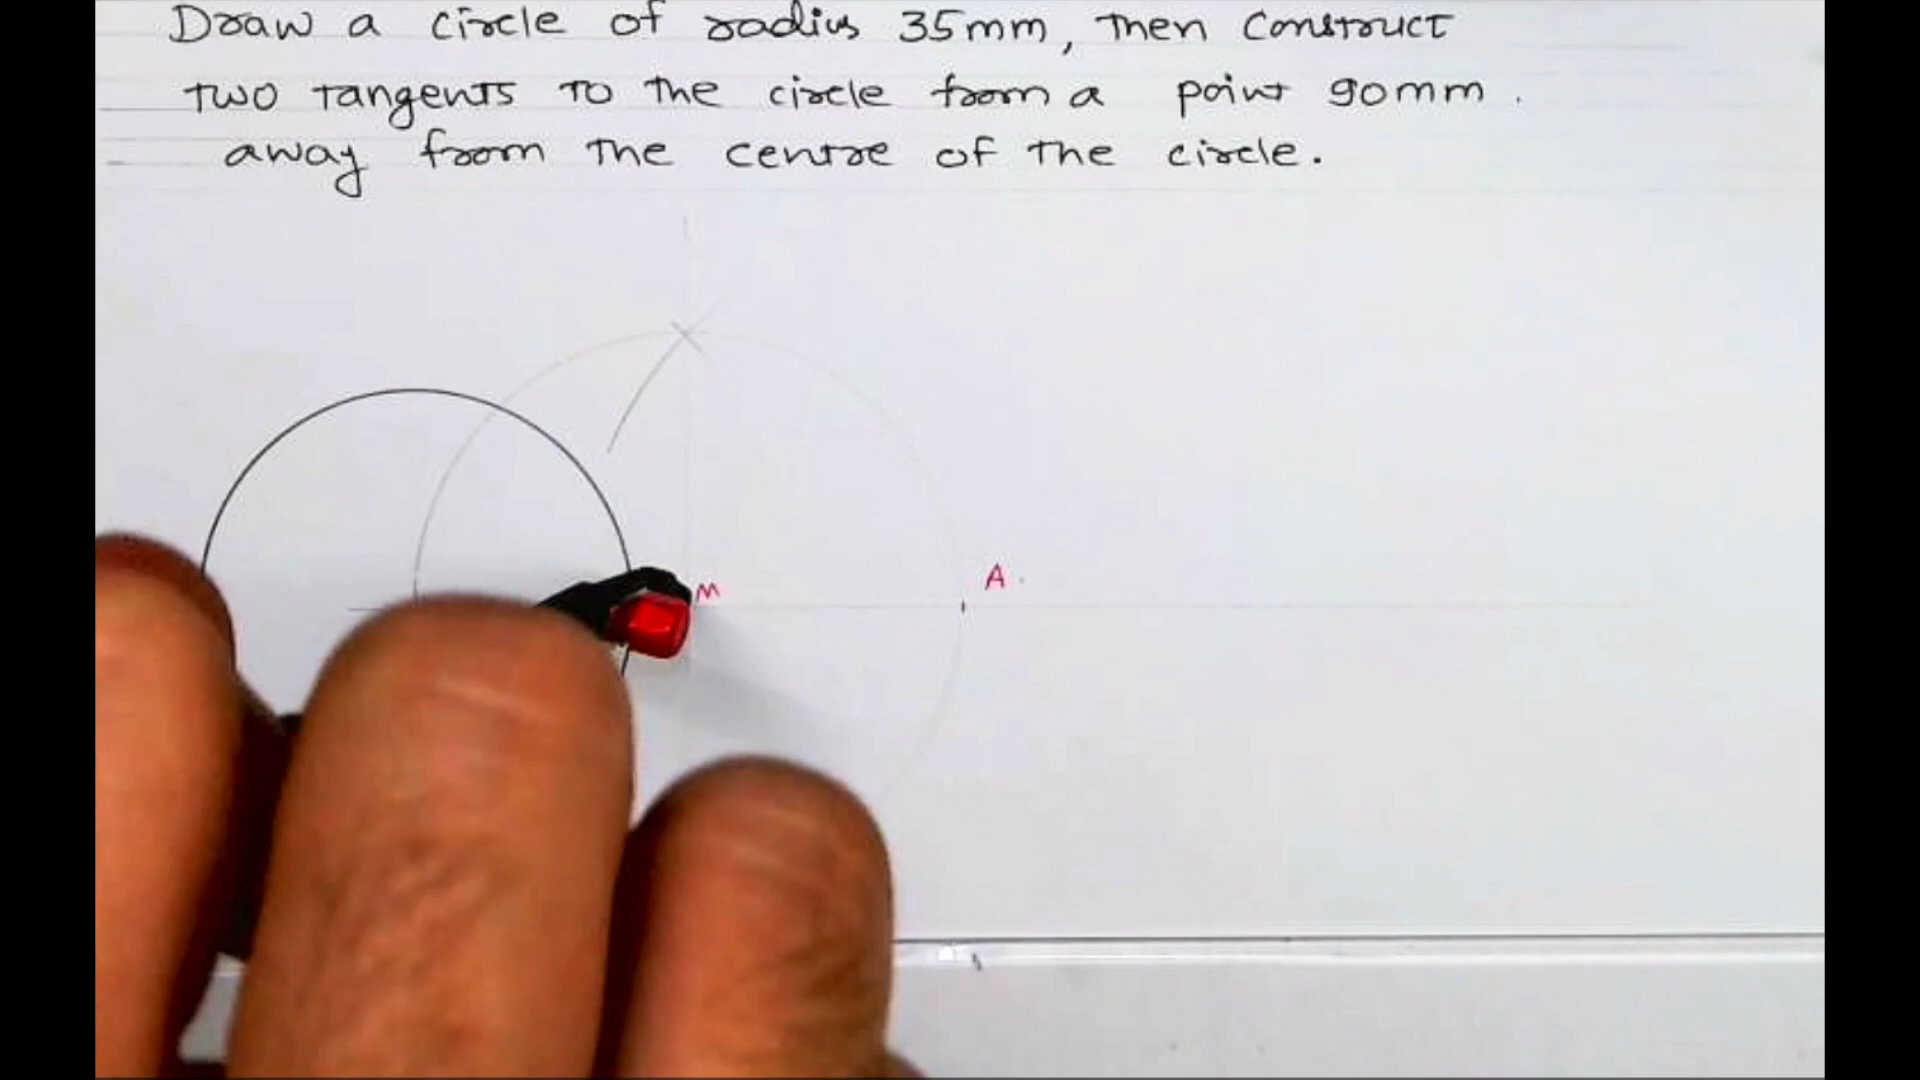 Draw a circle of radius 35mm, Then Construct
Two Tangents To The circle from a point 90mm.
away from The centre of The circle.
M
A